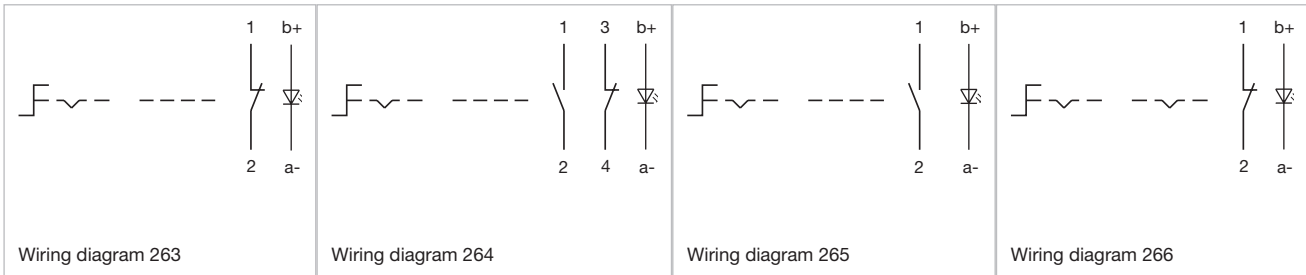 1 b+ 1 3 b+ 1 b+ 1 b+
2 a- 2 4 a- 2 a- 2 a-
Wiring diagram 263 Wiring diagram 264 Wiring diagram 265 Wiring diagram 266